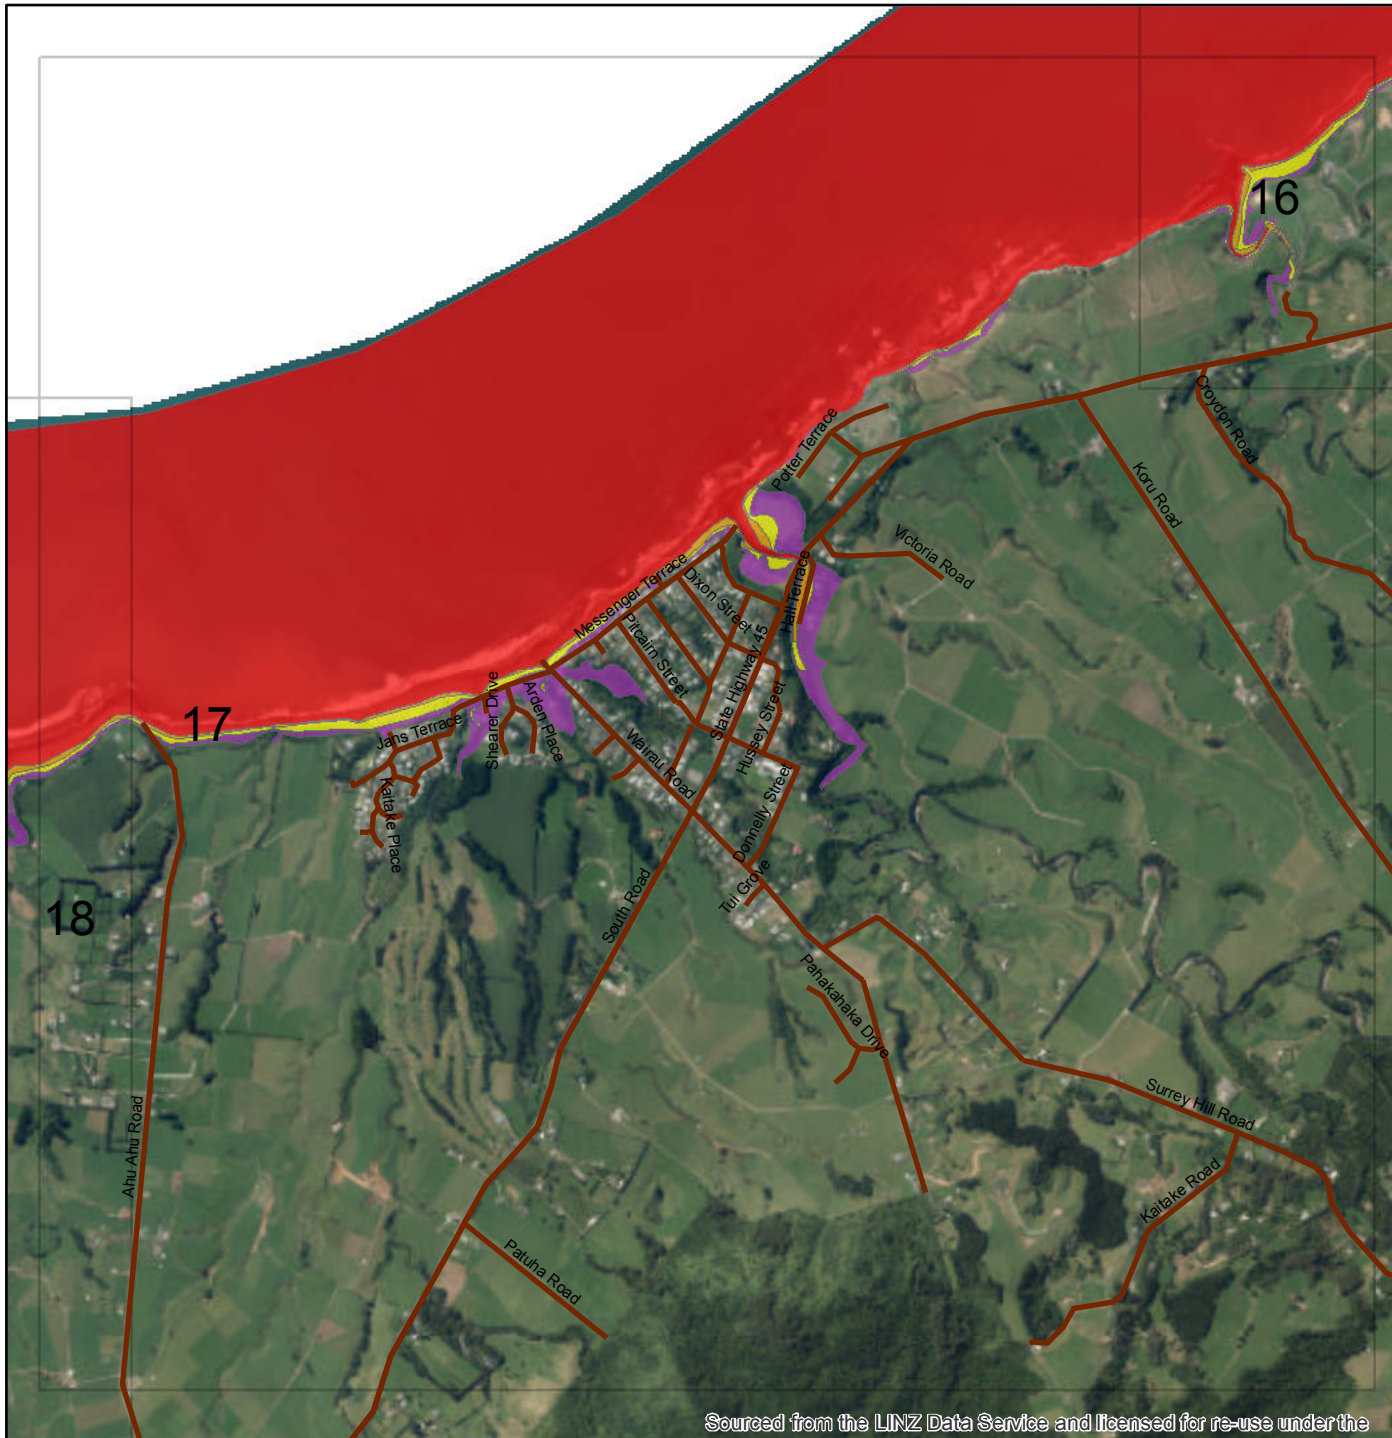 16
Croydon Road
Potter Terrace
Koru Road
Victoria Road
Hall Terrace
Messenger Terrace
Dixon Street
Pitcairn Street
State Highway 45
Hussey Street
17
Jans Terrace
Shearer Drive
Arden Place
Wairau Road
Kaitake Place
Donnelly Street
Tui Grove
18
South Road
Pahakahaka Drive
Ahu Ahu Road
Surrey Hill Road
Kaitake Road
Patuha Road
Sourced from the LINZ Data Service and licensed for re-use under the